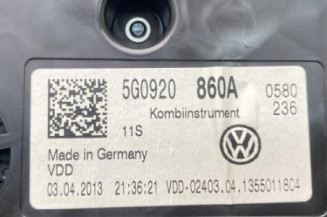 5G0920 860A 0580
Kombiinstrument 236
11S
Made in Germany
VDD
03.04.2013 21:36:21 VDD-02403.04.1355011804